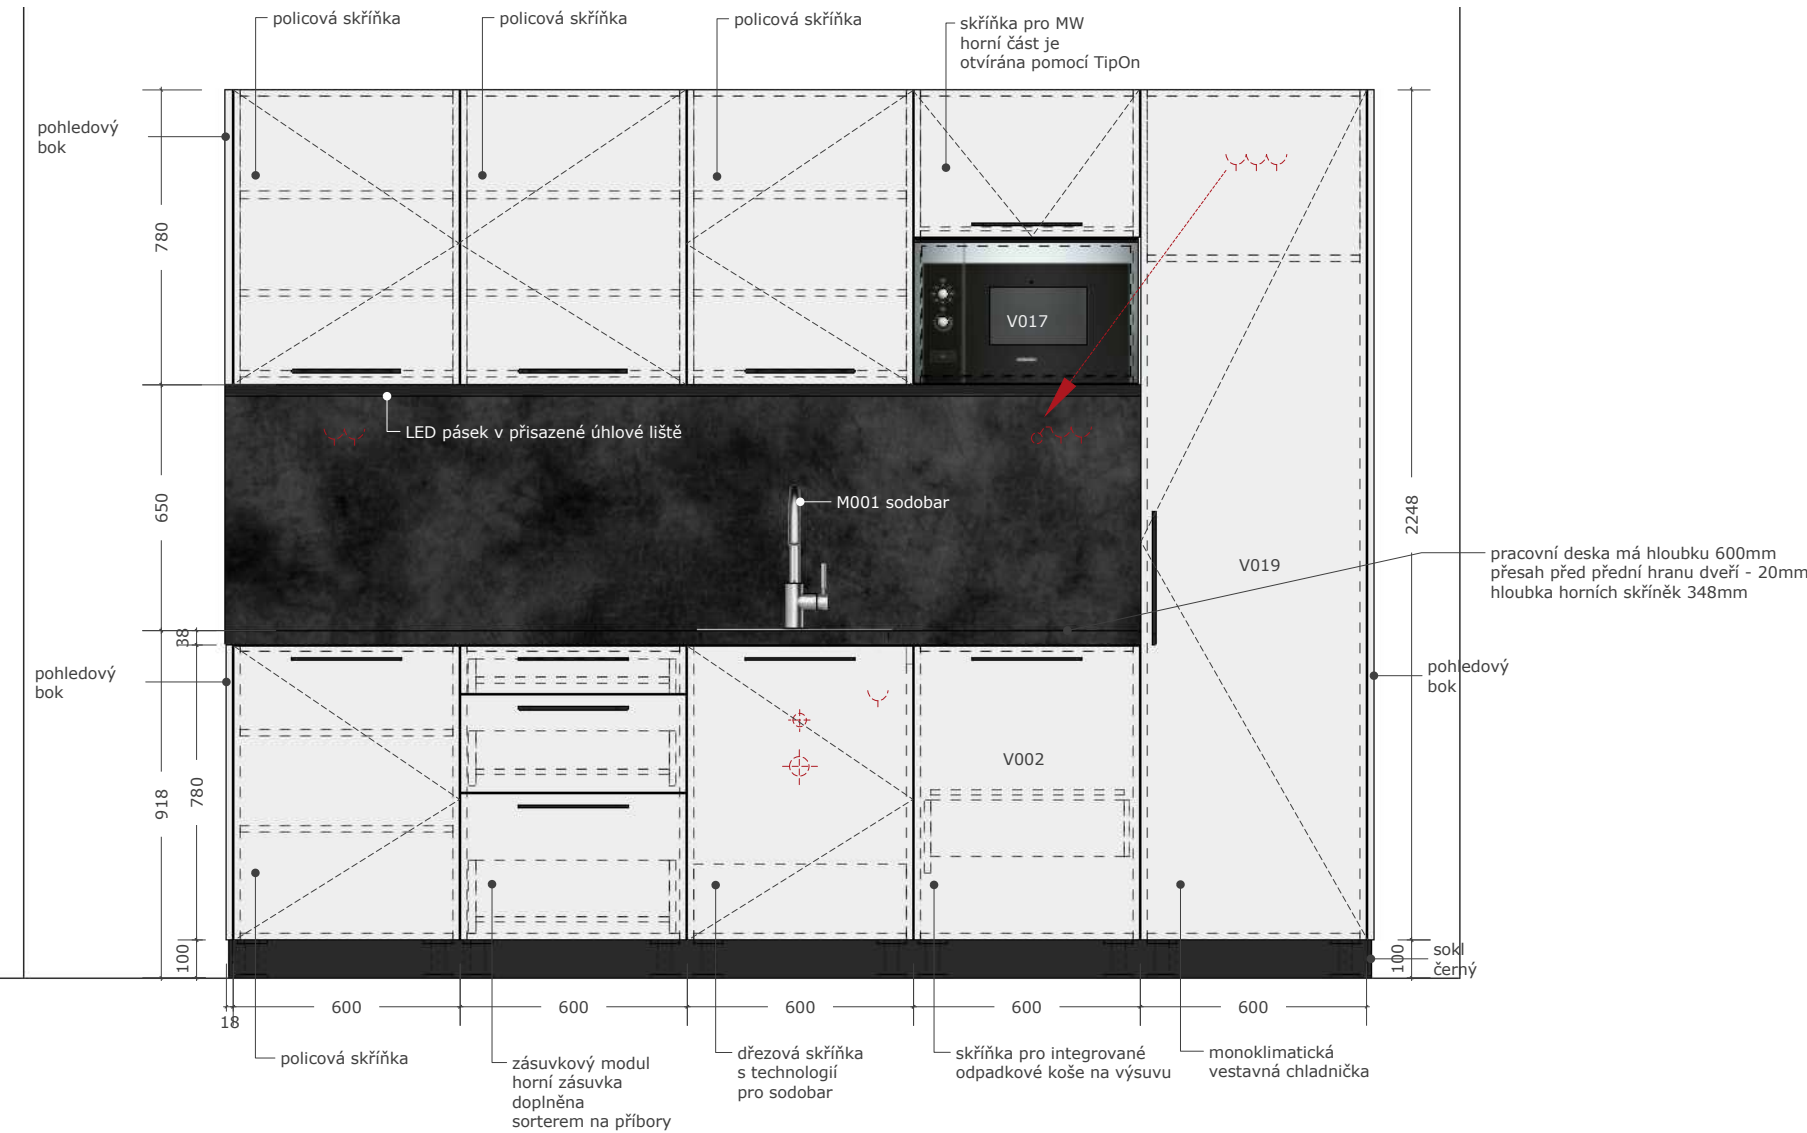 policová skříňka
policová skříňka
policová skříňka
skříňka pro MW
horní část je
otvírána pomocí TipOn
pohledový
bok
780
V017
LED pásek v přisazené úhlové liště
650
M001 sodobar
2248
V019
pracovní deska má hloubku 600mm
přesah před přední hranu dveří - 20mm
hloubka horních skříněk 348mm
38
pohledový
bok
pohledový
bok
V002
918
780
100
100
sokl
černý
18
600
600
600
600
600
policová skříňka
zásuvkový modul
horní zásuvka
doplněna
sorterem na příbory
dřezová skříňka
s technologií
pro sodobar
skříňka pro integrované
odpadkové koše na výsuvu
monoklimatická
vestavná chladnička